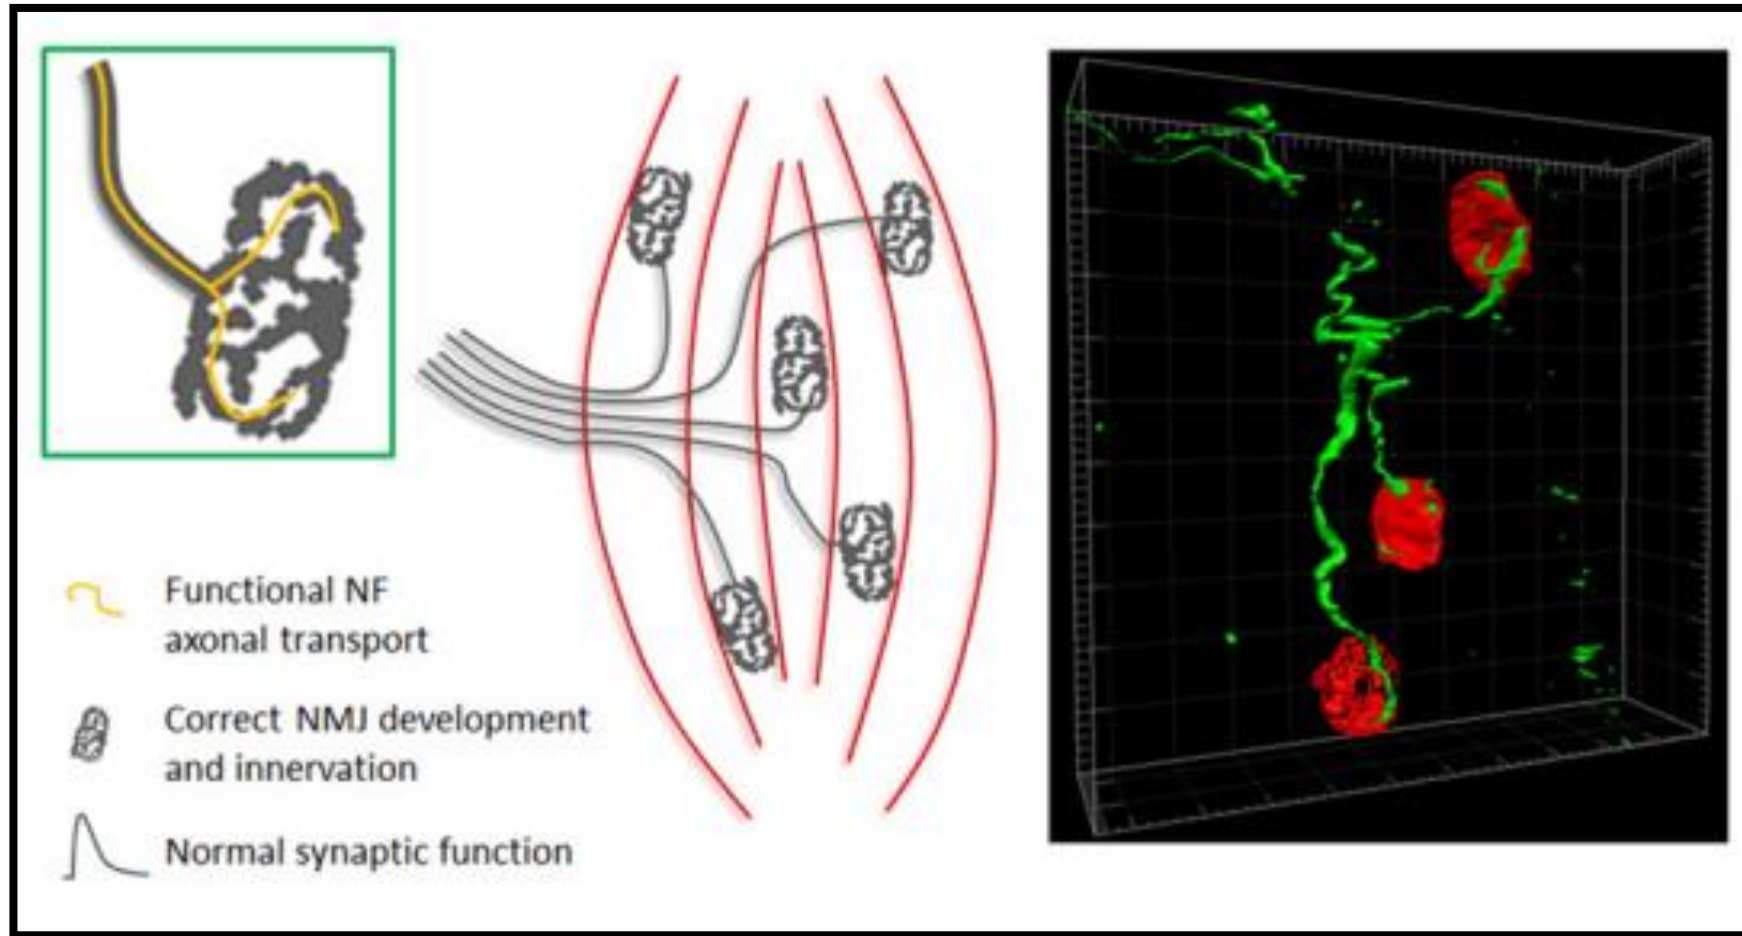 Functional NF
axonal transport
Correct NMJ development
and innervation
Normal synaptic function